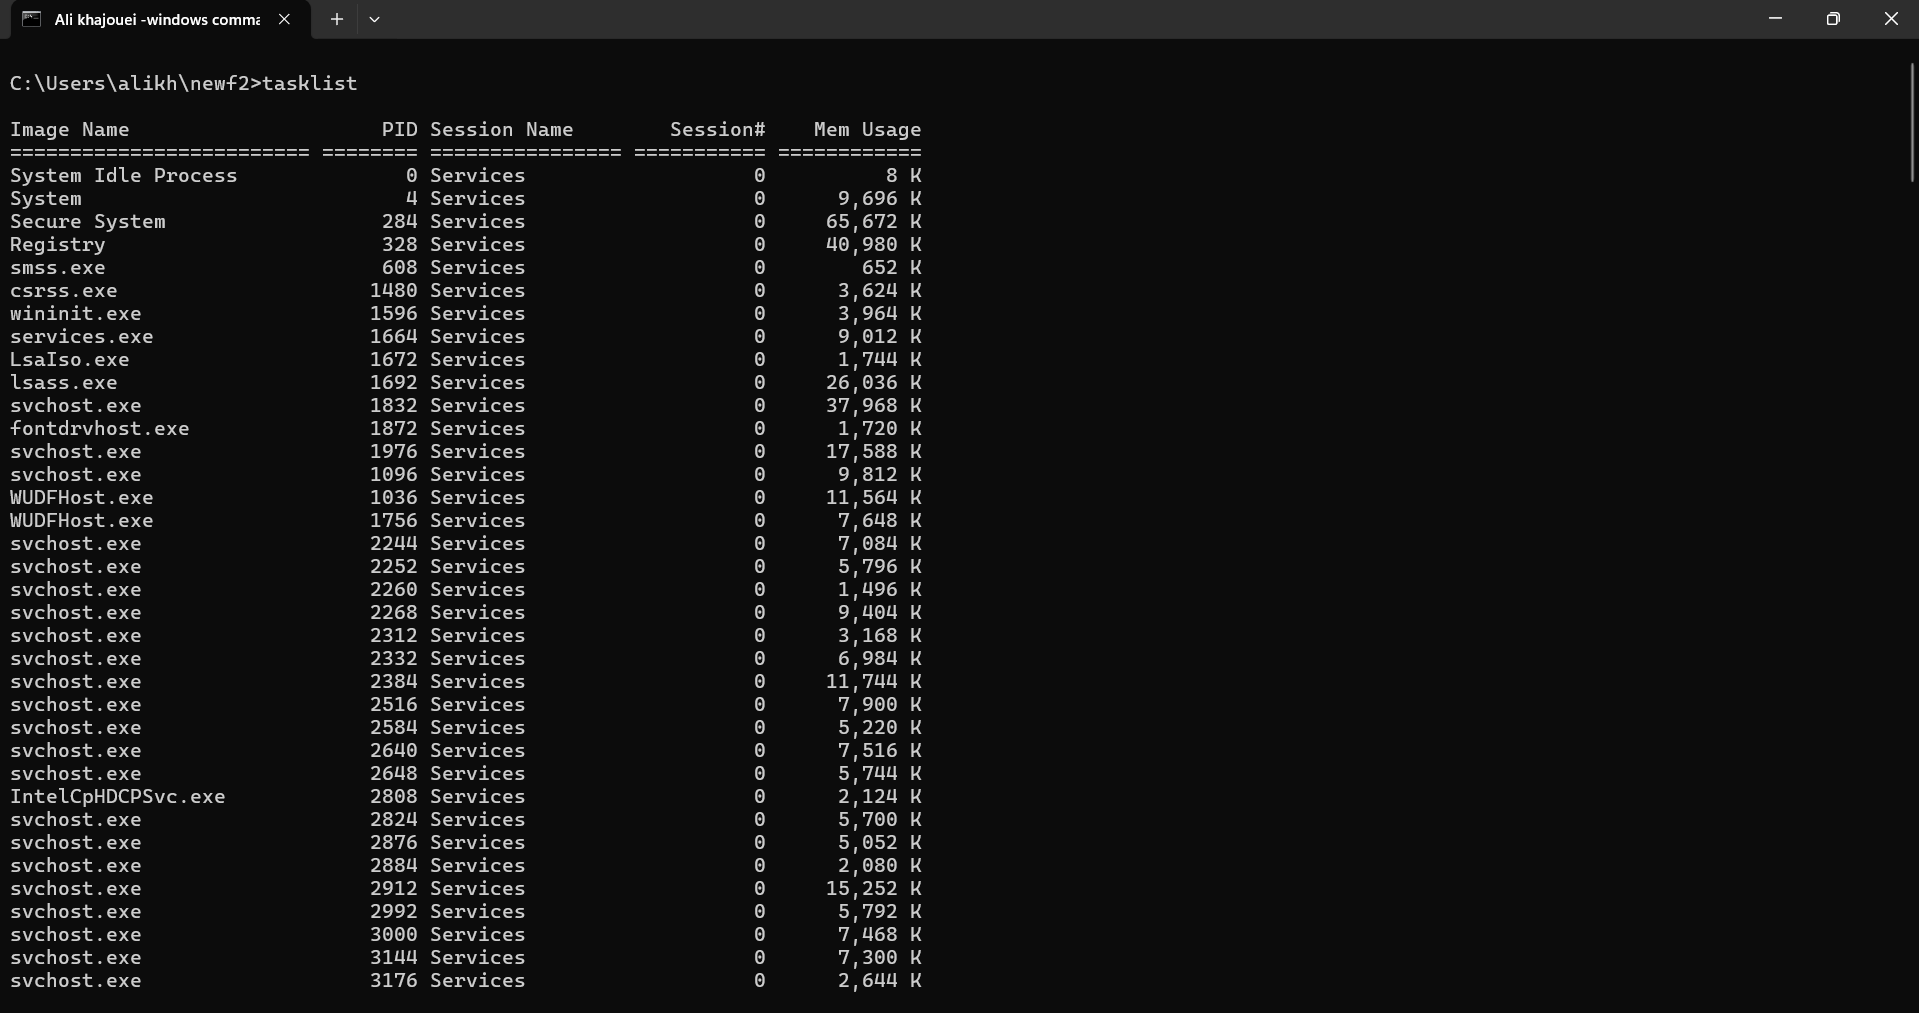 Ali khajouei -windows comma
C:\Users\alikh\newf2>tasklist
Image Name                     PID Session Name        Session#    Mem Usage
========================= ======== ================ =========== ============
System Idle Process              0 Services                   0          8 K
System                           4 Services                   0      9,696 K
Secure System                  284 Services                   0     65,672 K
Registry                       328 Services                   0     40,980 K
smss.exe                       608 Services                   0        652 K
csrss.exe                     1480 Services                   0      3,624 K
wininit.exe                   1596 Services                   0      3,964 K
services.exe                  1664 Services                   0      9,012 K
LsaIso.exe                    1672 Services                   0      1,744 K
lsass.exe                     1692 Services                   0     26,036 K
svchost.exe                   1832 Services                   0     37,968 K
fontdrvhost.exe               1872 Services                   0      1,720 K
svchost.exe                   1976 Services                   0     17,588 K
svchost.exe                   1096 Services                   0      9,812 K
WUDFHost.exe                  1036 Services                   0     11,564 K
WUDFHost.exe                  1756 Services                   0      7,648 K
svchost.exe                   2244 Services                   0      7,084 K
svchost.exe                   2252 Services                   0      5,796 K
svchost.exe                   2260 Services                   0      1,496 K
svchost.exe                   2268 Services                   0      9,404 K
svchost.exe                   2312 Services                   0      3,168 K
svchost.exe                   2332 Services                   0      6,984 K
svchost.exe                   2384 Services                   0     11,744 K
svchost.exe                   2516 Services                   0      7,900 K
svchost.exe                   2584 Services                   0      5,220 K
svchost.exe                   2640 Services                   0      7,516 K
svchost.exe                   2648 Services                   0      5,744 K
IntelCpHDCPSvc.exe            2808 Services                   0      2,124 K
svchost.exe                   2824 Services                   0      5,700 K
svchost.exe                   2876 Services                   0      5,052 K
svchost.exe                   2884 Services                   0      2,080 K
svchost.exe                   2912 Services                   0     15,252 K
svchost.exe                   2992 Services                   0      5,792 K
svchost.exe                   3000 Services                   0      7,468 K
svchost.exe                   3144 Services                   0      7,300 K
svchost.exe                   3176 Services                   0      2,644 K